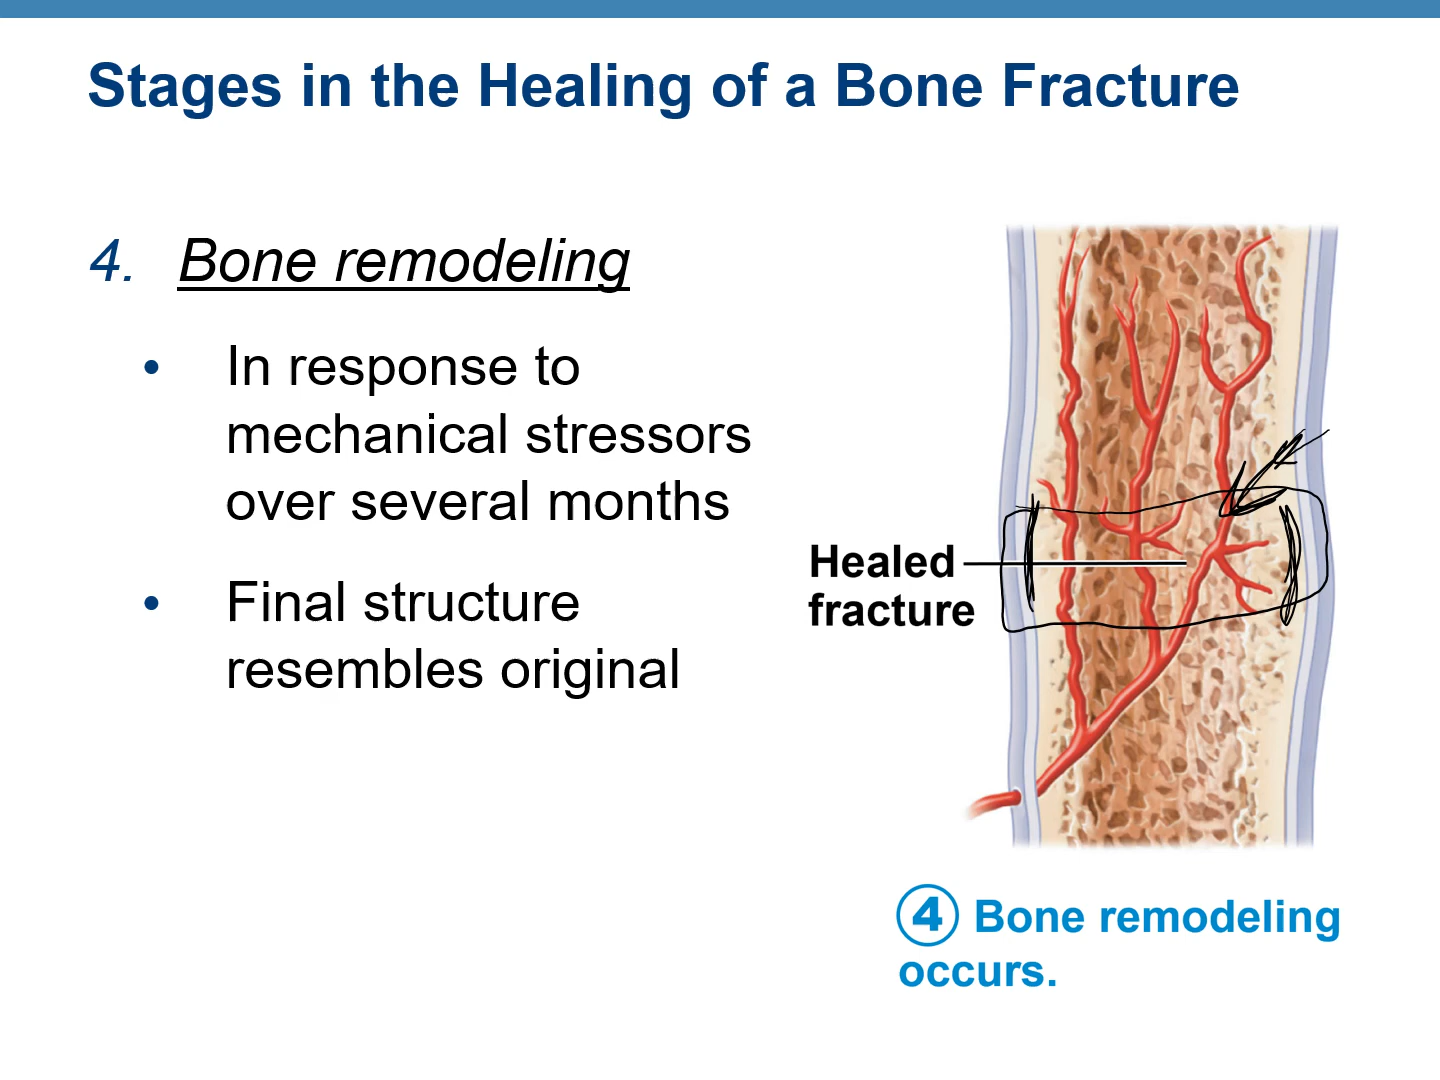 Stages in the Healing of a Bone Fracture
4. Bone remodeling
• In response to
mechanical stressors
over several months
• Final structure
resembles original
Healed
fracture
4 Bone remodeling
occurs.